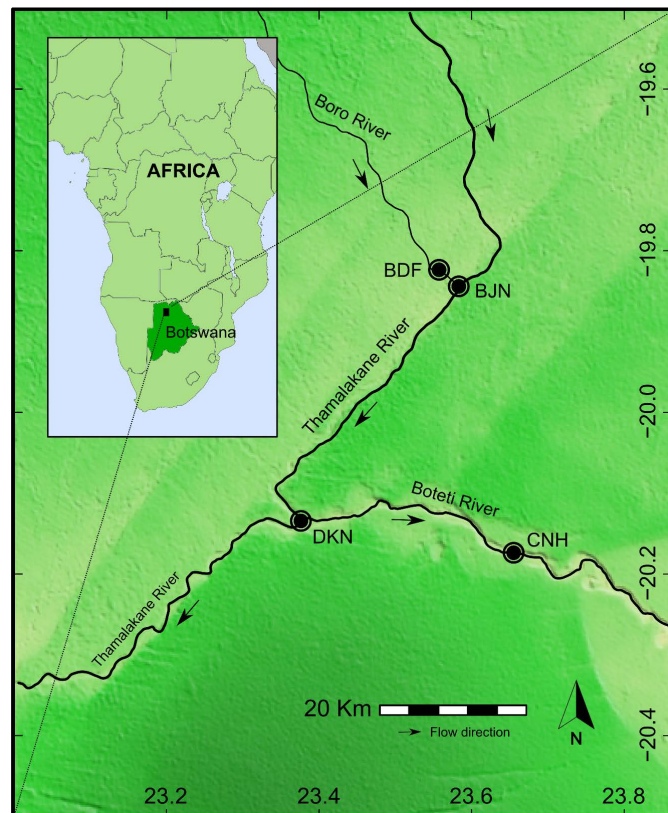 AFRICA
Botswana
Boro River
BDF
BJN
Thamalakane River
Boteti River
DKN
CNH
Thamalakane River
20 Km
Flow direction
N
-19.6
-19.8
-20.0
-20.2
-20.4
23.2
23.4
23.6
23.8